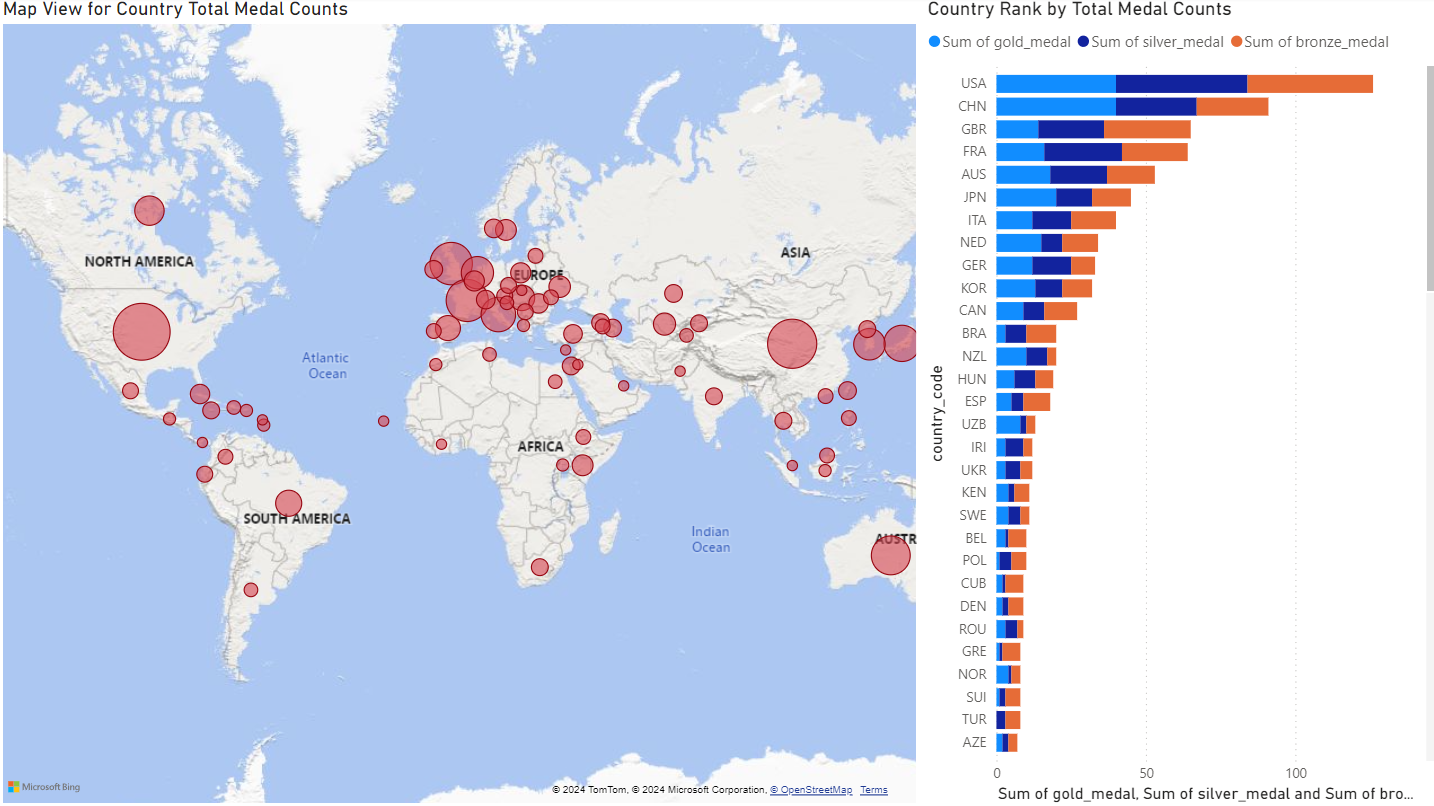 Map View for Country Total Medal Counts
NORTH AMERICA
Atlantic
Ocean
SOUTH AMERICA
EUROPE
AFRICA
ASIA
Indian
Ocean
AUSTR
Microsoft Bing
© 2024 TomTom, © 2024 Microsoft Corporation, © OpenStreetMap Terms
Country Rank by Total Medal Counts
Sum of gold_medal Sum of silver_medal Sum of bronze_medal
country_code
USA
CHN
GBR
FRA
AUS
JPN
ITA
NED
GER
KOR
CAN
BRA
NZL
HUN
ESP
UZB
IRI
UKR
KEN
SWE
BEL
POL
CUB
DEN
ROU
GRE
NOR
SUI
TUR
AZE
0 50 100
Sum of gold_medal, Sum of silver_medal and Sum of bro...